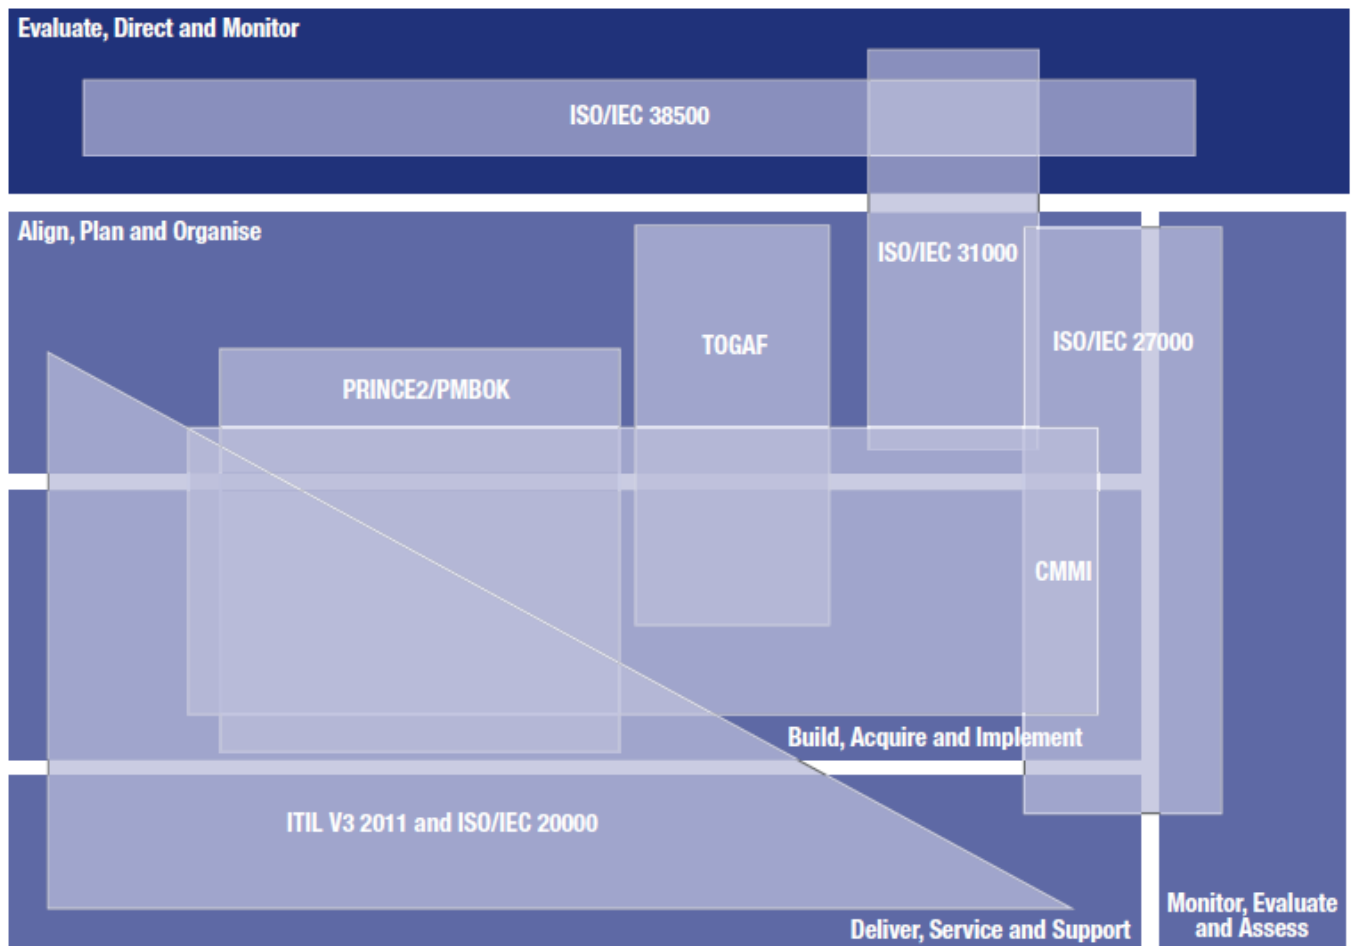 Evaluate, Direct and Monitor
ISO/IEC 38500
Align, Plan and Organise
ISO/IEC 31000
TOGAF
ISO/IEC 27000
PRINCE2/PMBOK
CMMI
Build, Acquire and Implement
ITIL V3 2011 and ISO/IEC 20000
Deliver, Service and Support
Monitor, Evaluate
and Assess